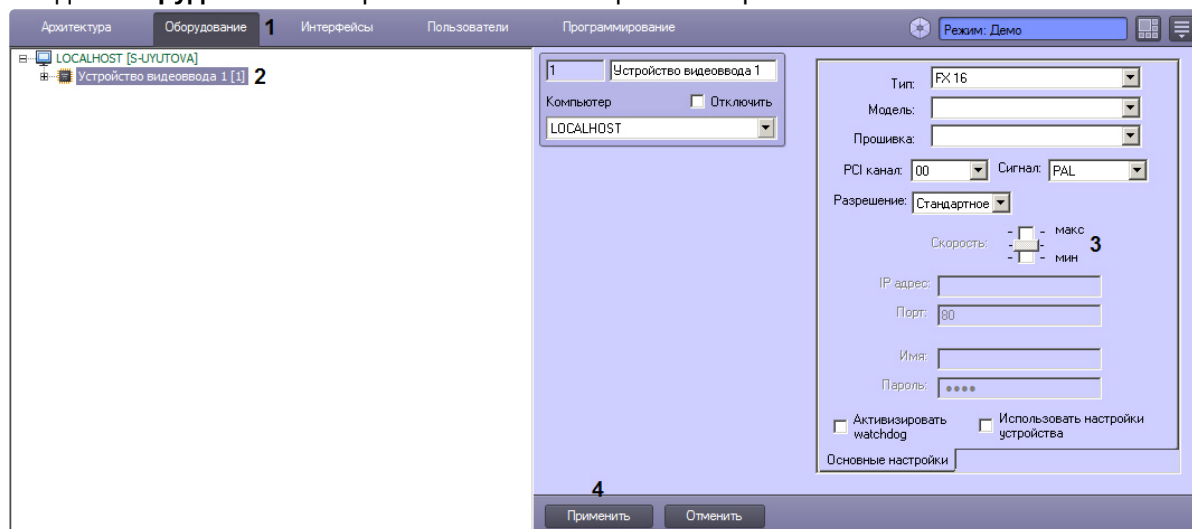 Архитектура Оборудование 1 Интерфейсы Пользователи Программирование Режим: Демо
LOCALHOST [S-UYUTOVA]
Устройство видеоввода 1 [1] 2
1 Устройство видеоввода 1
Компьютер Отключить
LOCALHOST
Тип: FX 16
Модель:
Прошивка:
PCI канал: 00 Сигнал: PAL
Разрешение: Стандартное
Скорость: макс 3
мин
IP адрес:
Порт: 80
Имя:
Пароль: ••••
Активизировать watchdog
Использовать настройки устройства
Основные настройки
4
Применить Отменить